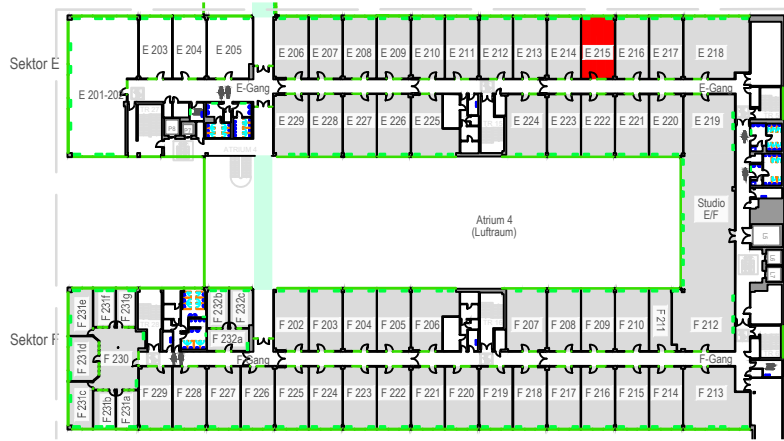 E 203
E 204
E 205
E 206
E 207
E 208
E 209
E 210
E 211
E 212
E 213
E 214
E 215
E 216
E 217
E 218
Sektor E
E 201-202
E-Gang
E-Gang
E 229
E 228
E 227
E 226
E 225
E 224
E 223
E 222
E 221
E 220
E 219
ATRIUM 4
Atrium 4
(Luftraum)
Studio
E/F
F 231e
F 231f
F 231g
F 232b
F 232c
F 202
F 203
F 204
F 205
F 206
F 207
F 208
F 209
F 210
F 211
F 212
Sektor F
F 232a
F 231d
F 230
F-Gang
F-Gang
F 231c
F 231b
F 231a
F 229
F 228
F 227
F 226
F 225
F 224
F 223
F 222
F 221
F 220
F 219
F 218
F 217
F 216
F 215
F 214
F 213